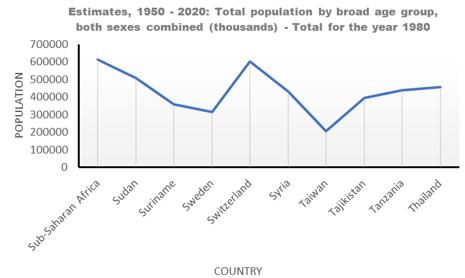 Estimates, 1950 - 2020: Total population by broad age group,
both sexes combined (thousands) - Total for the year 1980
POPULATION
700000
600000
500000
400000
300000
200000
100000
0
Sub-Saharan Africa
Sudan
Suriname
Sweden
Switzerland
Syria
Taiwan
Tajikistan
Tanzania
Thailand
COUNTRY